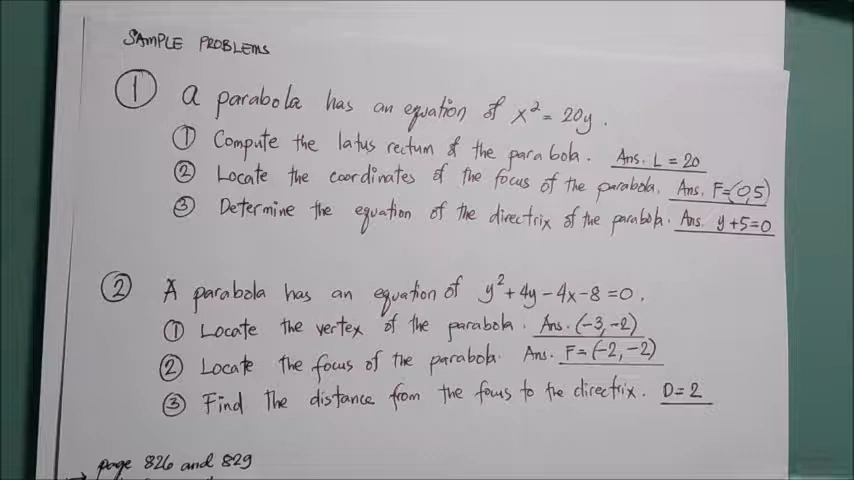 SAMPLE PROBLEMS
① A parabola has an equation of x² = 20y.
① Compute the latus rectum of the parabola. Ans. L = 20
② Locate the coordinates of the focus of the parabola. Ans. F=(0,5)
③ Determine the equation of the directrix of the parabola. Ans. y+5=0
② A parabola has an equation of y²+4y-4x-8=0.
① Locate the vertex of the parabola. Ans. (-3,-2)
② Locate the focus of the parabola. Ans. F=(-2,-2)
③ Find the distance from the focus to the directrix. D=2
page 826 and 829